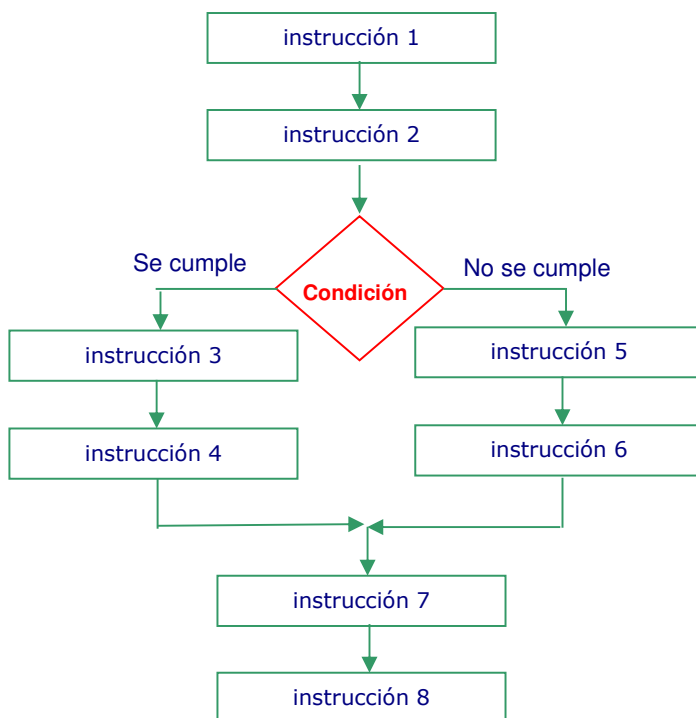 instrucción 1
instrucción 2
Se cumple
No se cumple
Condición
instrucción 3
instrucción 5
instrucción 4
instrucción 6
instrucción 7
instrucción 8